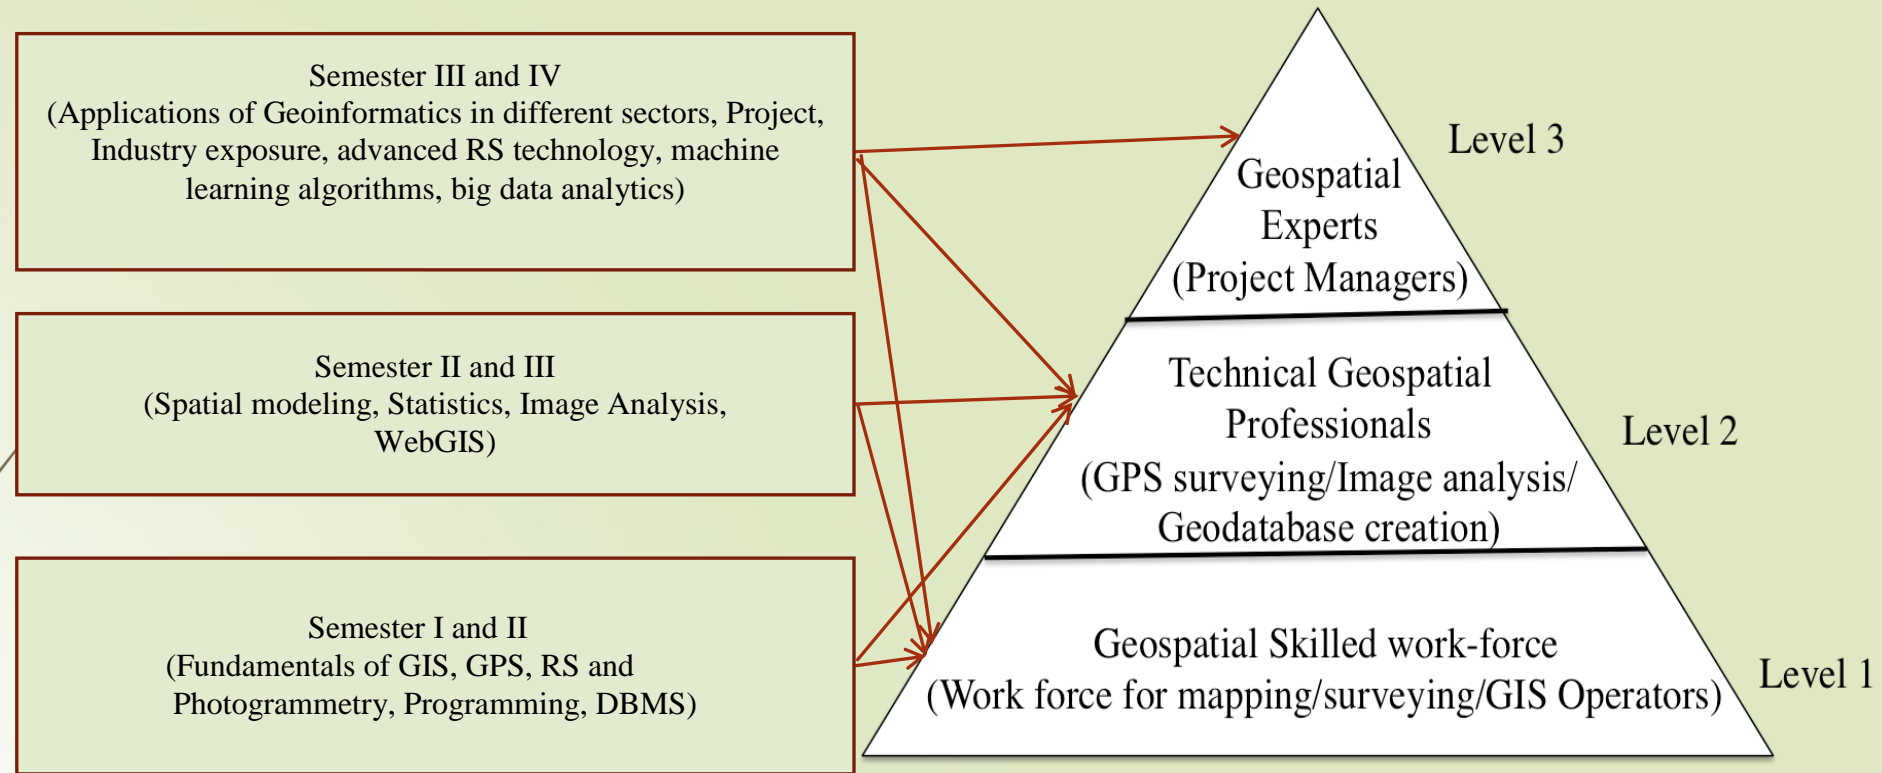 Semester III and IV
(Applications of Geoinformatics in different sectors, Project,
Industry exposure, advanced RS technology, machine
learning algorithms, big data analytics)
Semester II and III
(Spatial modeling, Statistics, Image Analysis,
WebGIS)
Semester I and II
(Fundamentals of GIS, GPS, RS and
Photogrammetry, Programming, DBMS)
Level 3
Geospatial
Experts
(Project Managers)
Technical Geospatial
Professionals
Level 2
(GPS surveying/Image analysis/
Geodatabase creation)
Geospatial Skilled work-force
Level 1
(Work force for mapping/surveying/GIS Operators)